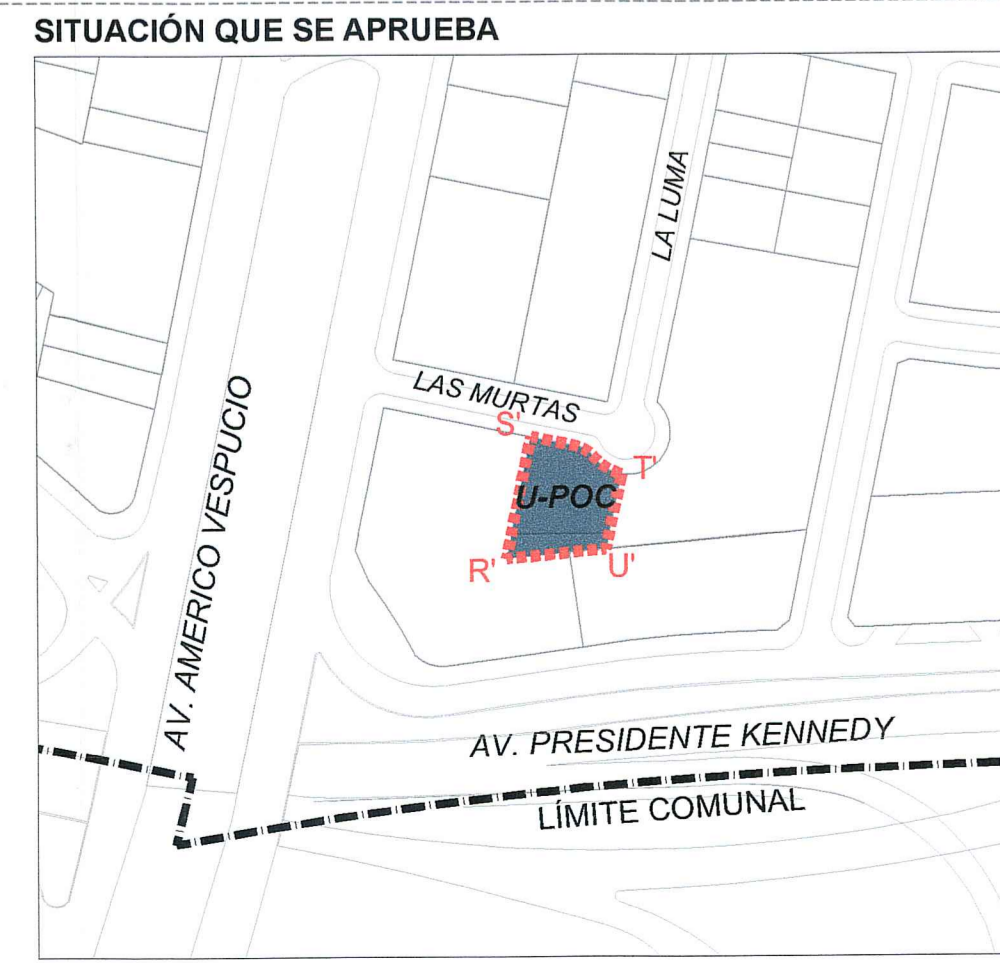 SITUACIÓN QUE SE APRUEBA
LA LUMA
LAS MURTAS
S'
T'
U-POC
R'
U'
AV. AMERICO VESPUCIO
AV. PRESIDENTE KENNEDY
LÍMITE COMUNAL